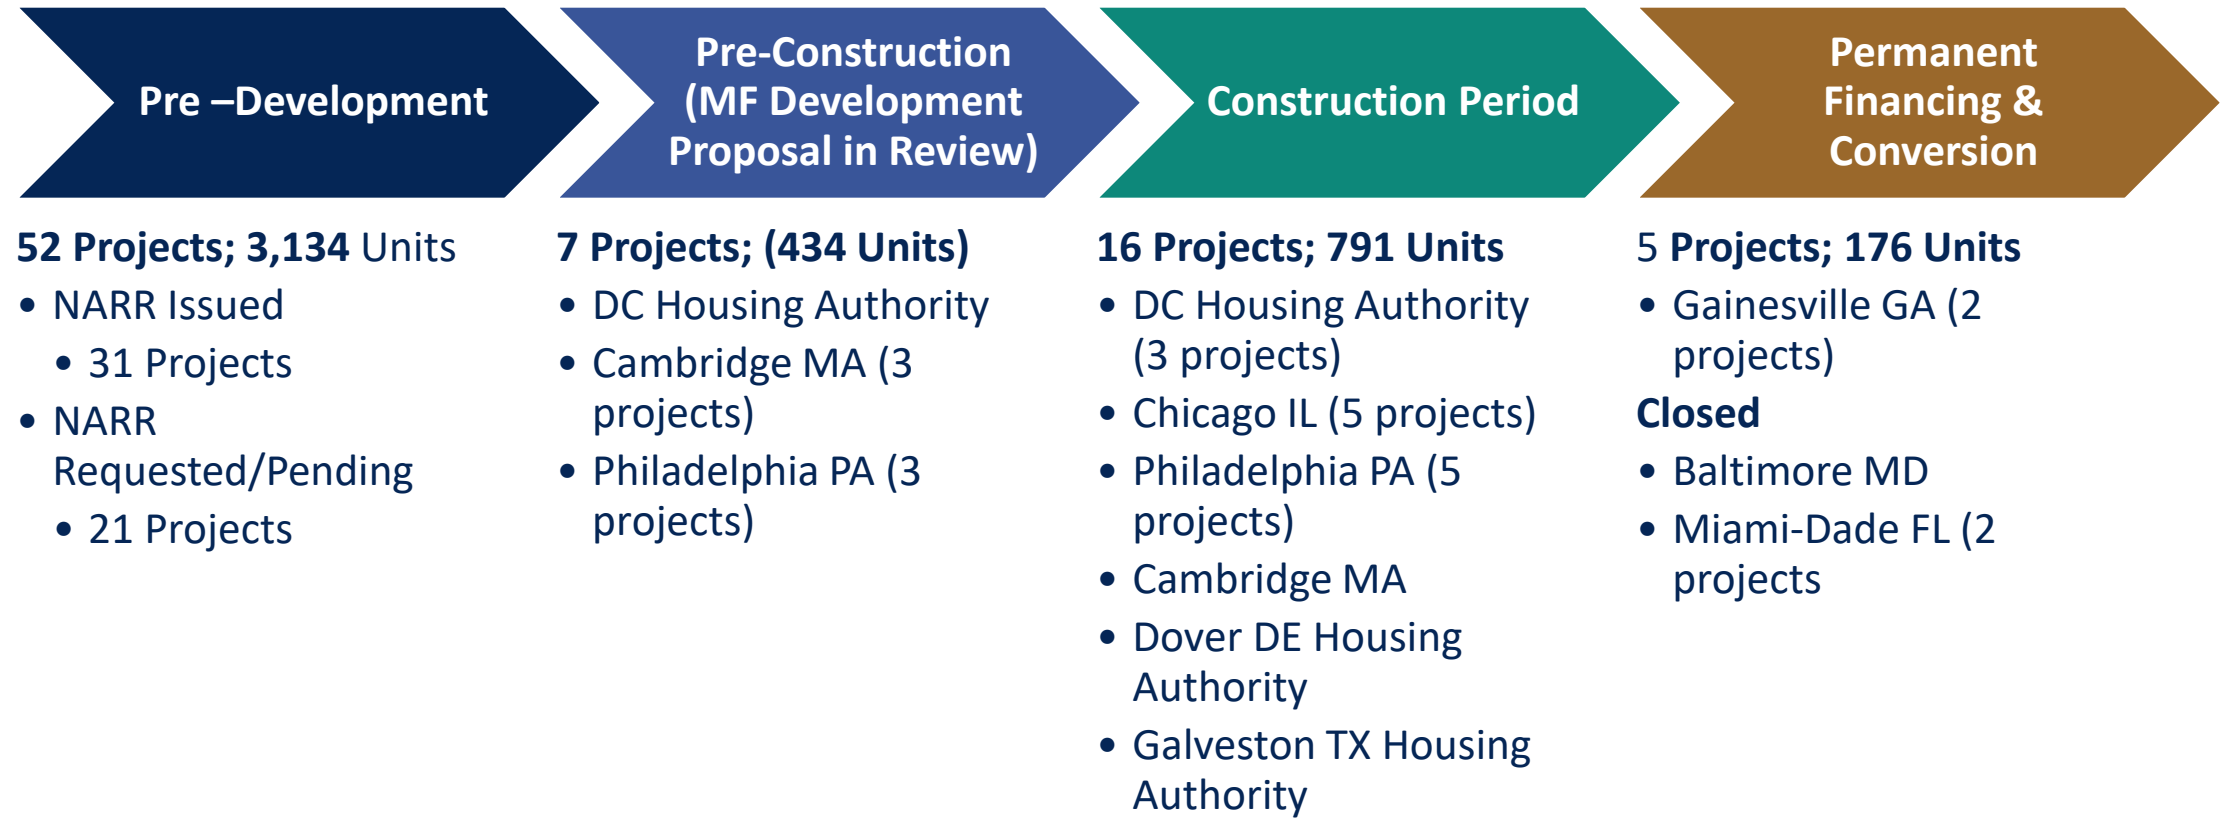 Pre –Development
Pre-Construction
(MF Development
Proposal in Review)
Construction Period
Permanent
Financing &
Conversion
52 Projects; 3,134 Units
• NARR Issued
• 31 Projects
• NARR
Requested/Pending
• 21 Projects
7 Projects; (434 Units)
• DC Housing Authority
• Cambridge MA (3
projects)
• Philadelphia PA (3
projects)
16 Projects; 791 Units
• DC Housing Authority
(3 projects)
• Chicago IL (5 projects)
• Philadelphia PA (5
projects)
• Cambridge MA
• Dover DE Housing
Authority
• Galveston TX Housing
Authority
5 Projects; 176 Units
• Gainesville GA (2
projects)
Closed
• Baltimore MD
• Miami-Dade FL (2
projects